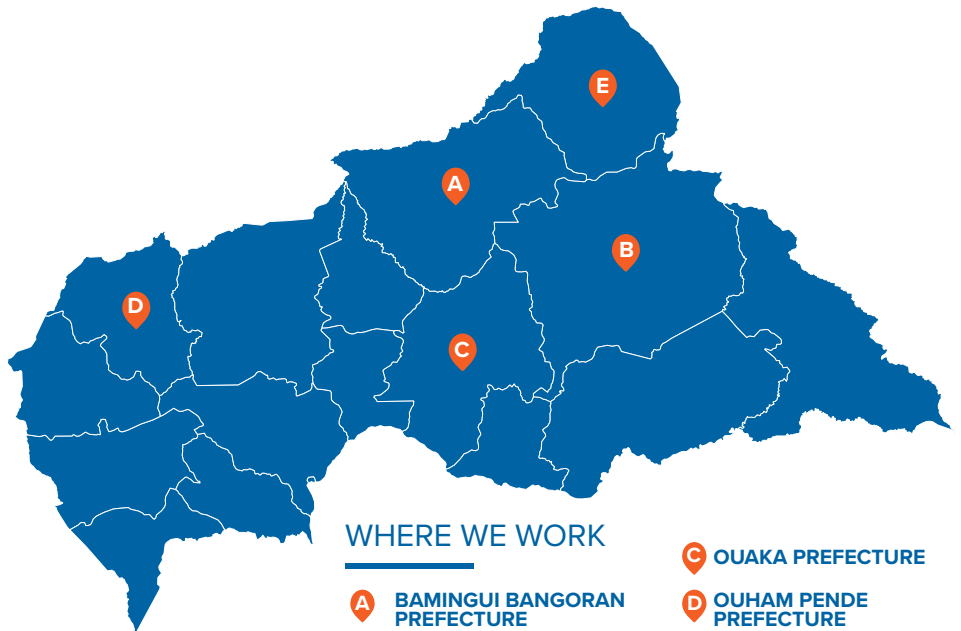 E
A
B
D
C
WHERE WE WORK
A BAMINGUI BANGORAN
PREFECTURE
C OUAKA PREFECTURE
D OUHAM PENDE
PREFECTURE